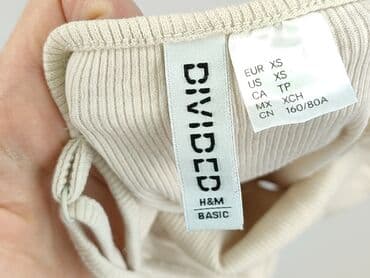 DIVIDED
H&M
BASIC
EUR XS
US XS
CA TP
MX XCH
CN 160/80A